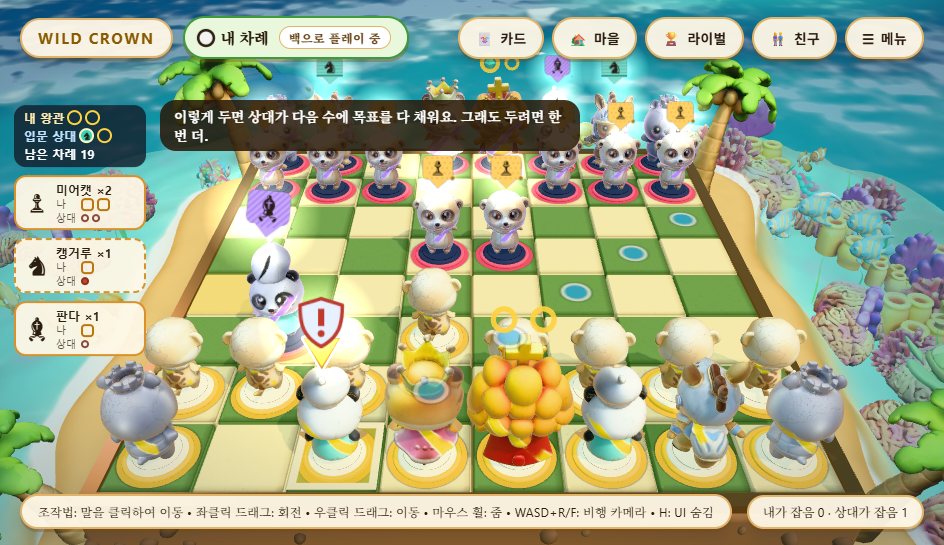 WILD CROWN
내 차례
백으로 플레이 중
카드
마을
라이벌
친구
메뉴
내 왕관
입문 상대
남은 차례 19
이렇게 두면 상대가 다음 수에 목표를 다 채워요. 그래도 두려면 한
번 더.
미어캣 ×2
나
상대
캥거루 ×1
나
상대
판다 ×1
나
상대
조작법: 말을 클릭하여 이동 • 좌클릭 드래그: 회전 • 우클릭 드래그: 이동 • 마우스 휠: 줌 • WASD+R/F: 비행 카메라 • H: UI 숨김
내가 잡음 0 · 상대가 잡음 1